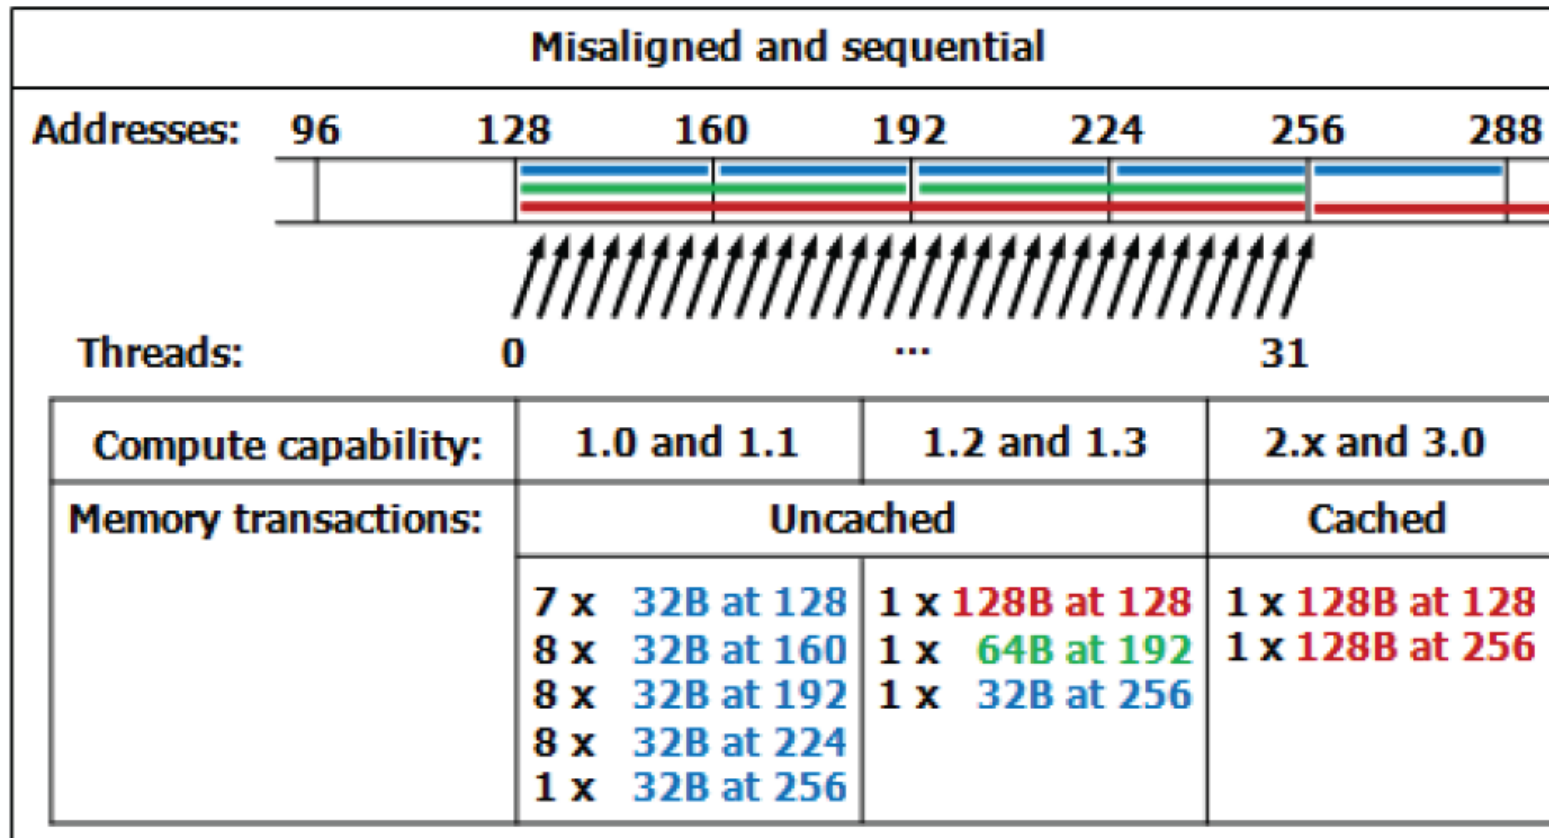 Misaligned and sequential
Addresses: 96 128 160 192 224 256 288
Threads: 0 ... 31
Compute capability: 1.0 and 1.1 1.2 and 1.3 2.x and 3.0
Memory transactions: Uncached Cached
7 x 32B at 128 1 x 128B at 128 1 x 128B at 128
8 x 32B at 160 1 x 64B at 192 1 x 128B at 256
8 x 32B at 192 1 x 32B at 256
8 x 32B at 224
1 x 32B at 256